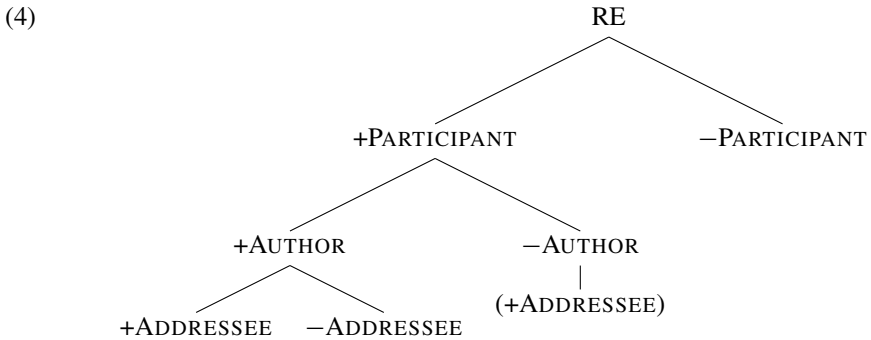 (4) RE
+PARTICIPANT −PARTICIPANT
+AUTHOR −AUTHOR
(+ADDRESSEE)
+ADDRESSEE −ADDRESSEE